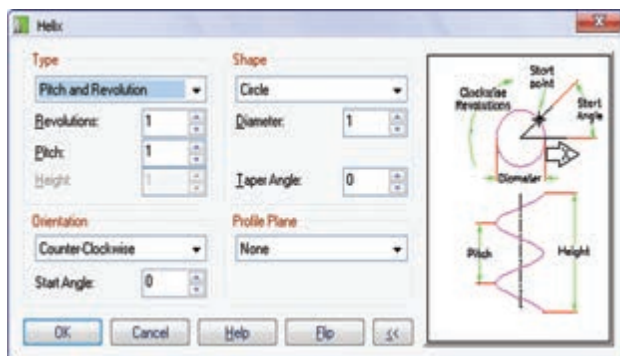 Helix
Type
Pitch and Revolution
Revolutions: 1
Pitch: 1
Height: 1
Orientation
Counter-Clockwise
Start Angle: 0
Shape
Circle
Diameter: 1
Taper Angle: 0
Profile Plane
None
OK
Cancel
Help
Flip
<<
Start
point
Clockwise
Revolutions
Start
Angle
Diameter
Pitch
Height